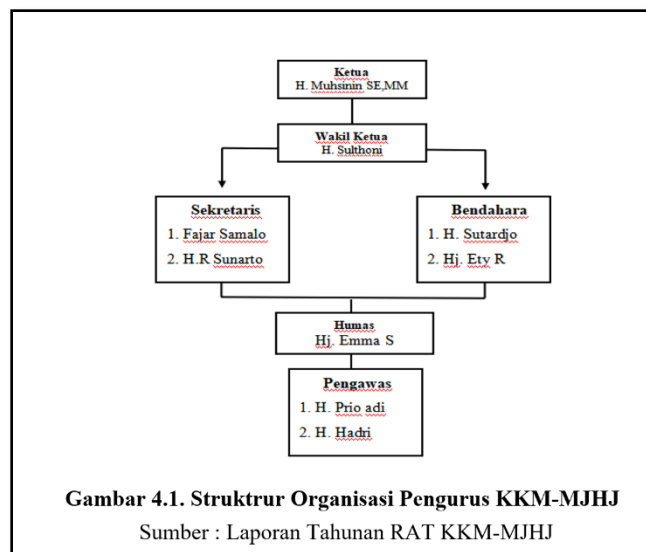 Ketua
H. Muhsinin SE,MM
Wakil Ketua
H. Sulthoni
Sekretaris
1. Fajar Samalo
2. H.R Sunarto
Bendahara
1. H. Sutardjo
2. Hj. Ety R
Humas
Hj. Emma S
Pengawas
1. H. Prio adi
2. H. Hadri
Gambar 4.1. Struktrur Organisasi Pengurus KKM-MJHJ
Sumber : Laporan Tahunan RAT KKM-MJHJ